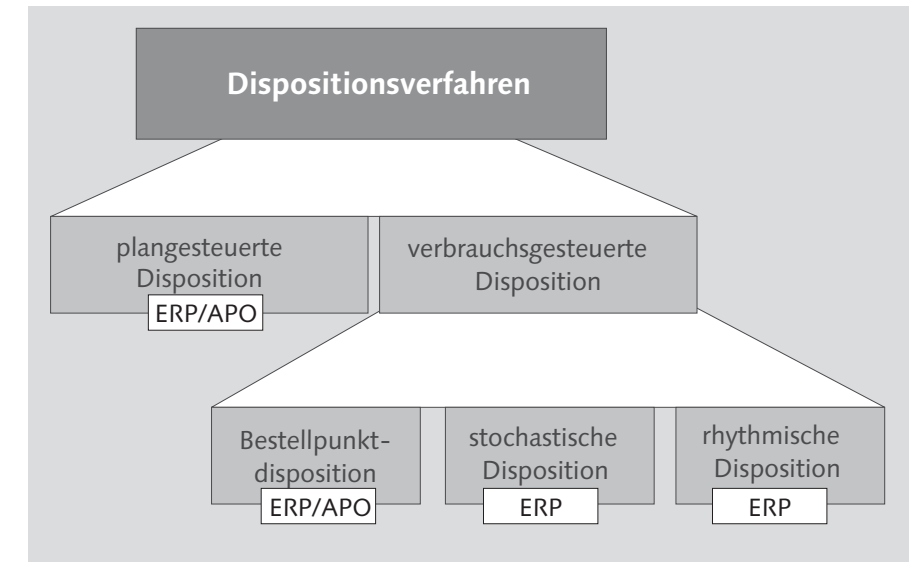 Dispositionsverfahren
plangesteuerte
Disposition
ERP/APO
verbrauchsgesteuerte
Disposition
Bestellpunkt-
disposition
ERP/APO
stochastische
Disposition
ERP
rhythmische
Disposition
ERP